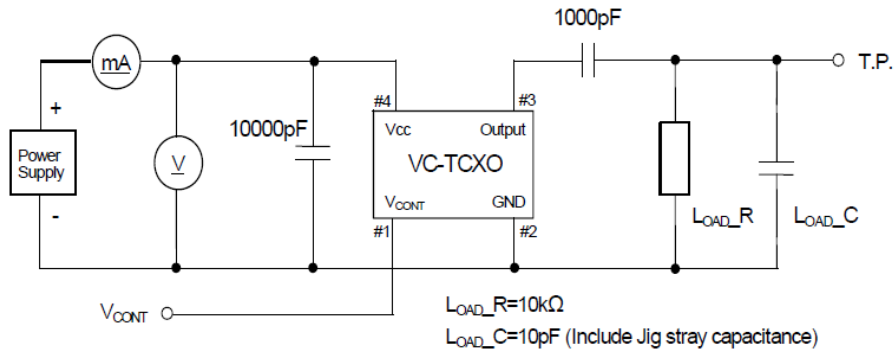 1000pF
mA
T.P.
#4
#3
+
10000pF
Vcc
Output
Power
Supply
V
VC-TCXO
VCONT
GND
-
#1
#2
LOAD_R
LOAD_C
VCONT
LOAD_R=10kΩ
LOAD_C=10pF (Include Jig stray capacitance)